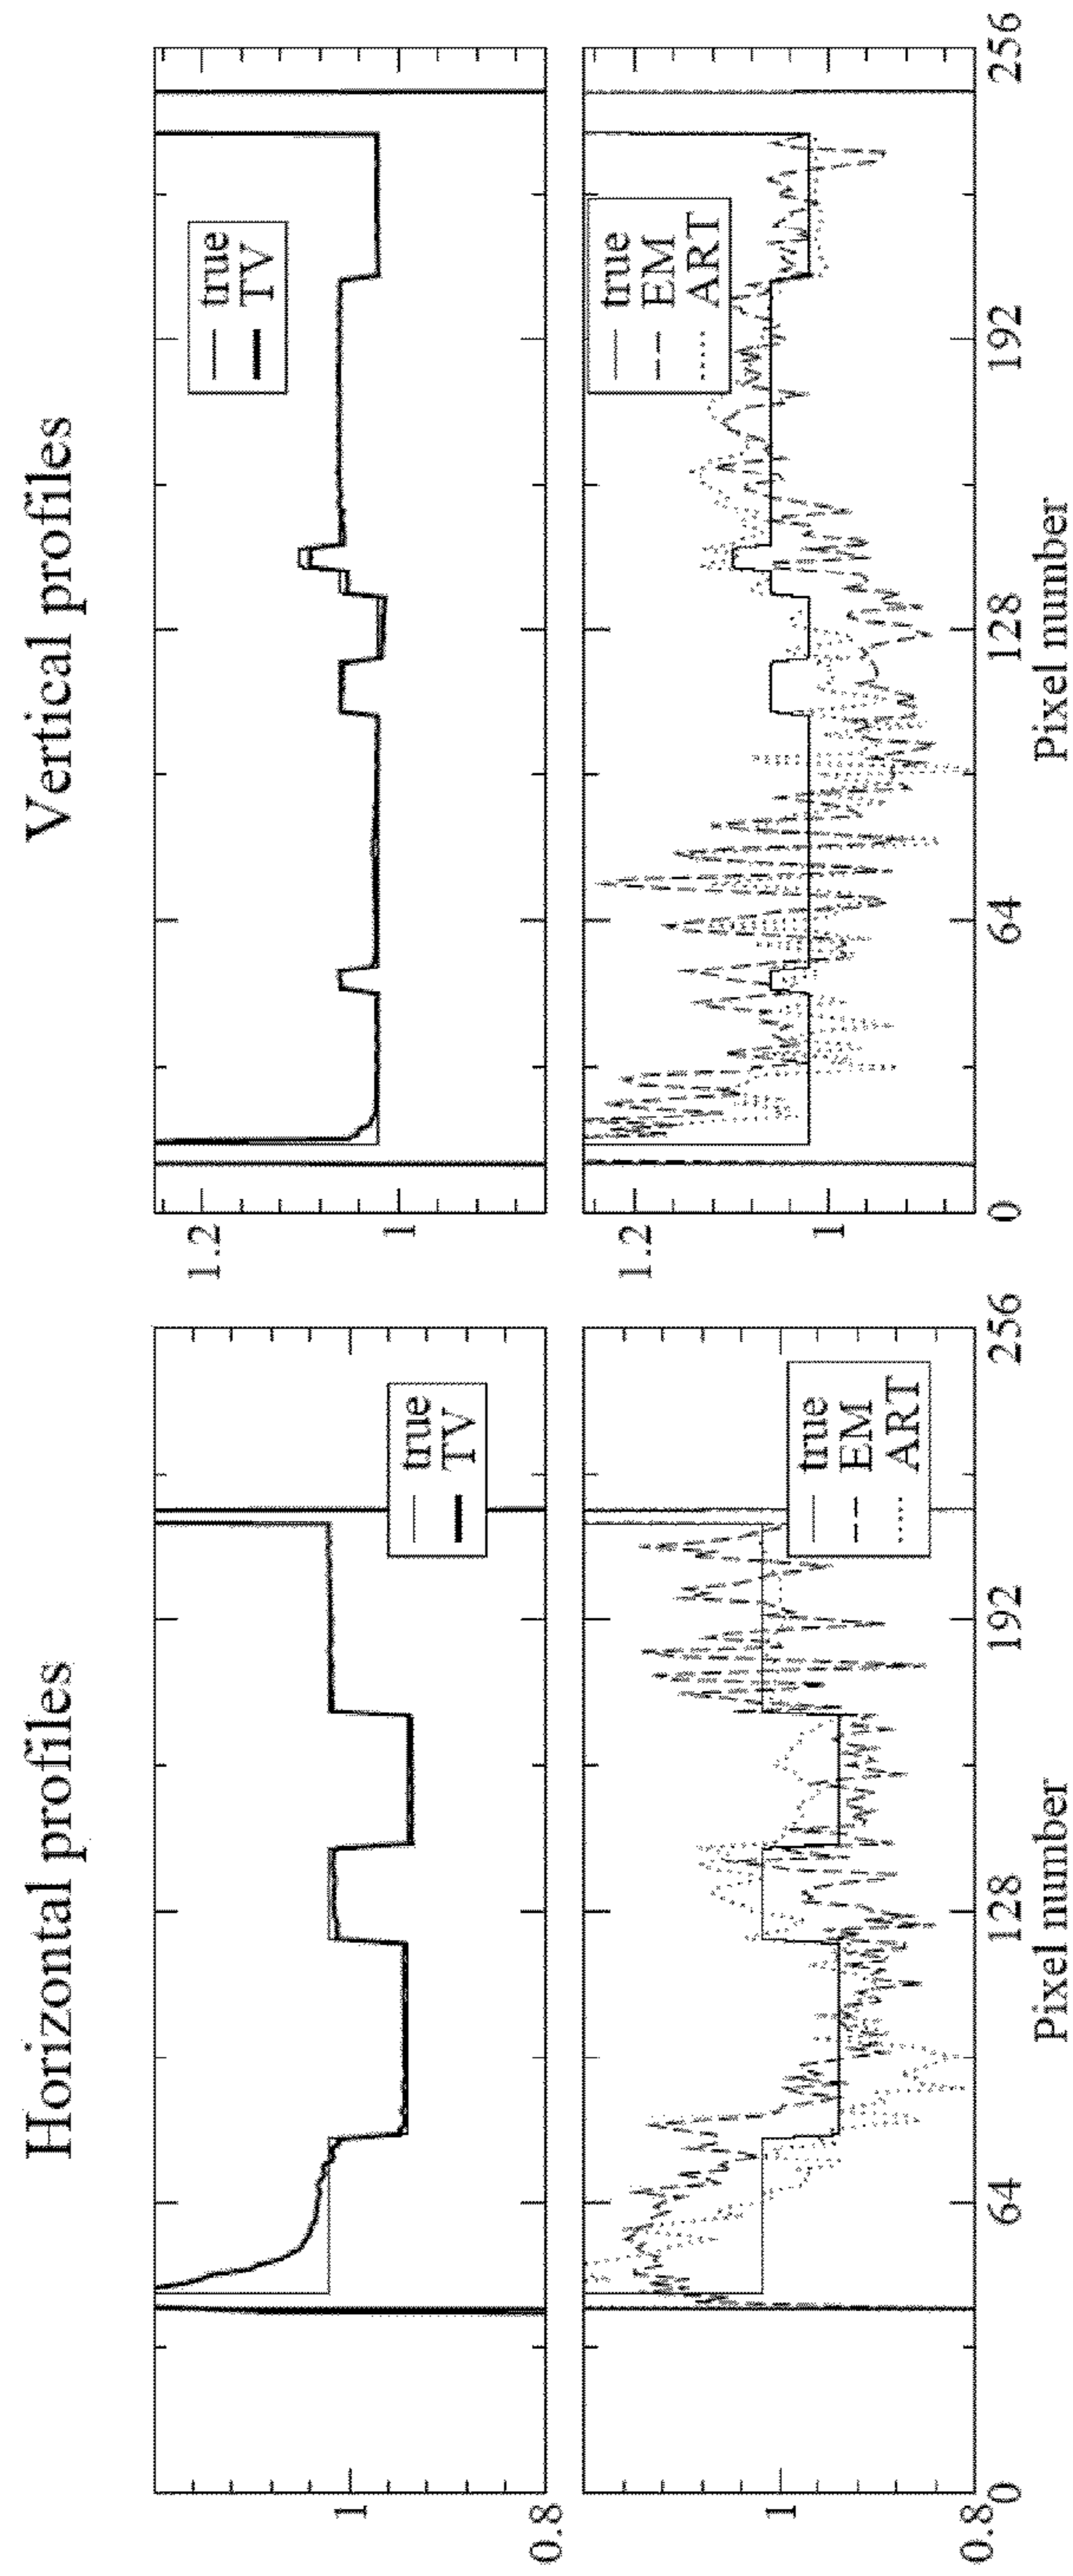 Horizontal profiles
Vertical profiles
1
0.8
true
TV
1.2
1
true
TV
1
0.8
true
EM
ART
0
64
128
192
256
Pixel number
1.2
1
true
EM
ART
0
64
128
192
256
Pixel number